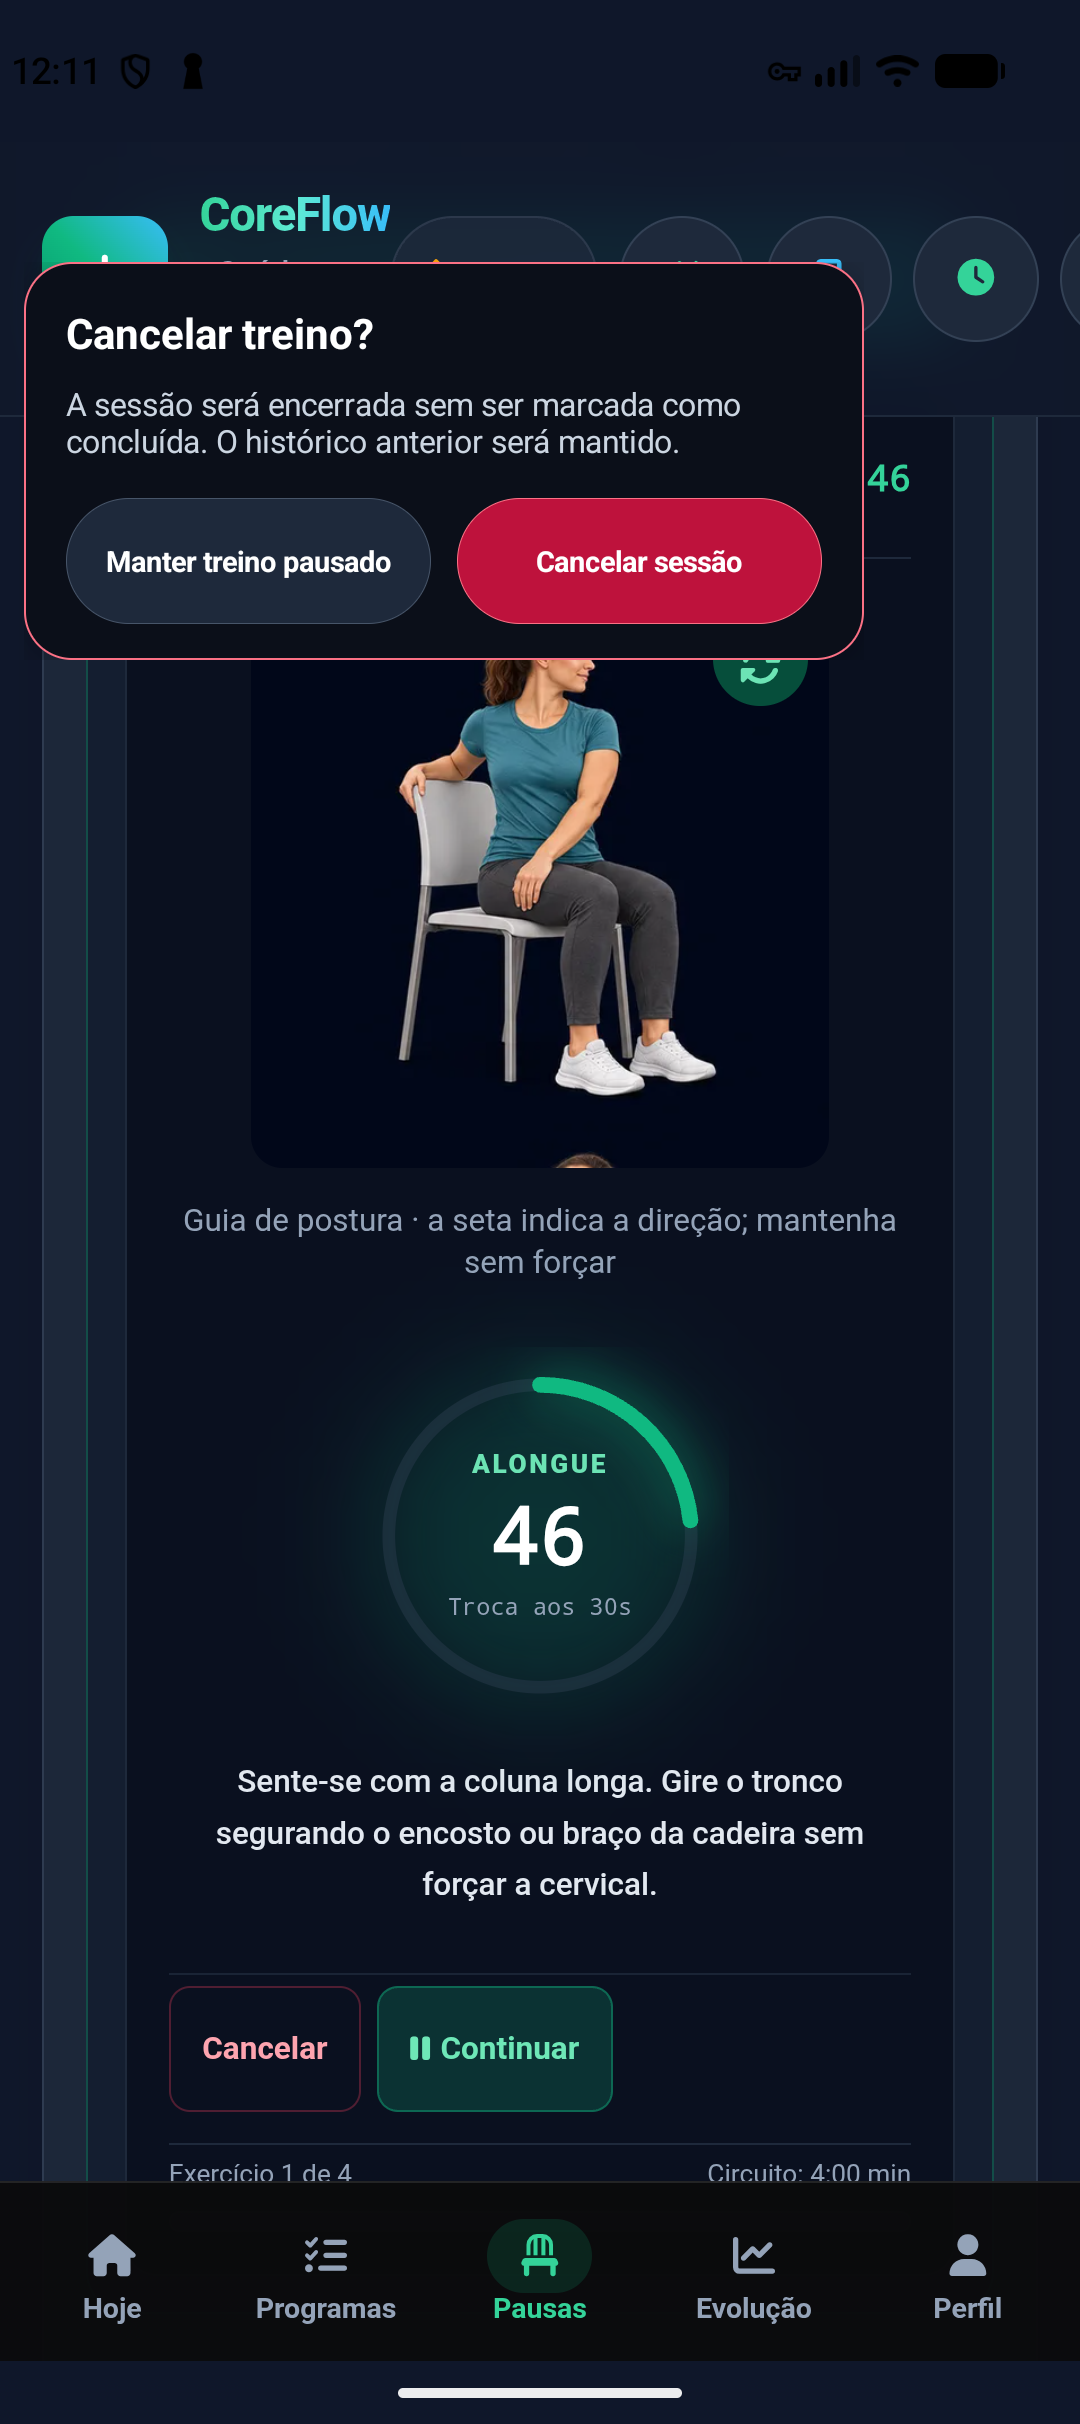 12:11
CoreFlow
Cancelar treino?
A sessão será encerrada sem ser marcada como
concluída. O histórico anterior será mantido.
46
Manter treino pausado
Cancelar sessão
Guia de postura · a seta indica a direção; mantenha
sem forçar
ALONGUE
46
Troca aos 30s
Sente-se com a coluna longa. Gire o tronco
segurando o encosto ou braço da cadeira sem
forçar a cervical.
Cancelar
Continuar
Exercício 1 de 4
Circuito: 4:00 min
Hoje
Programas
Pausas
Evolução
Perfil